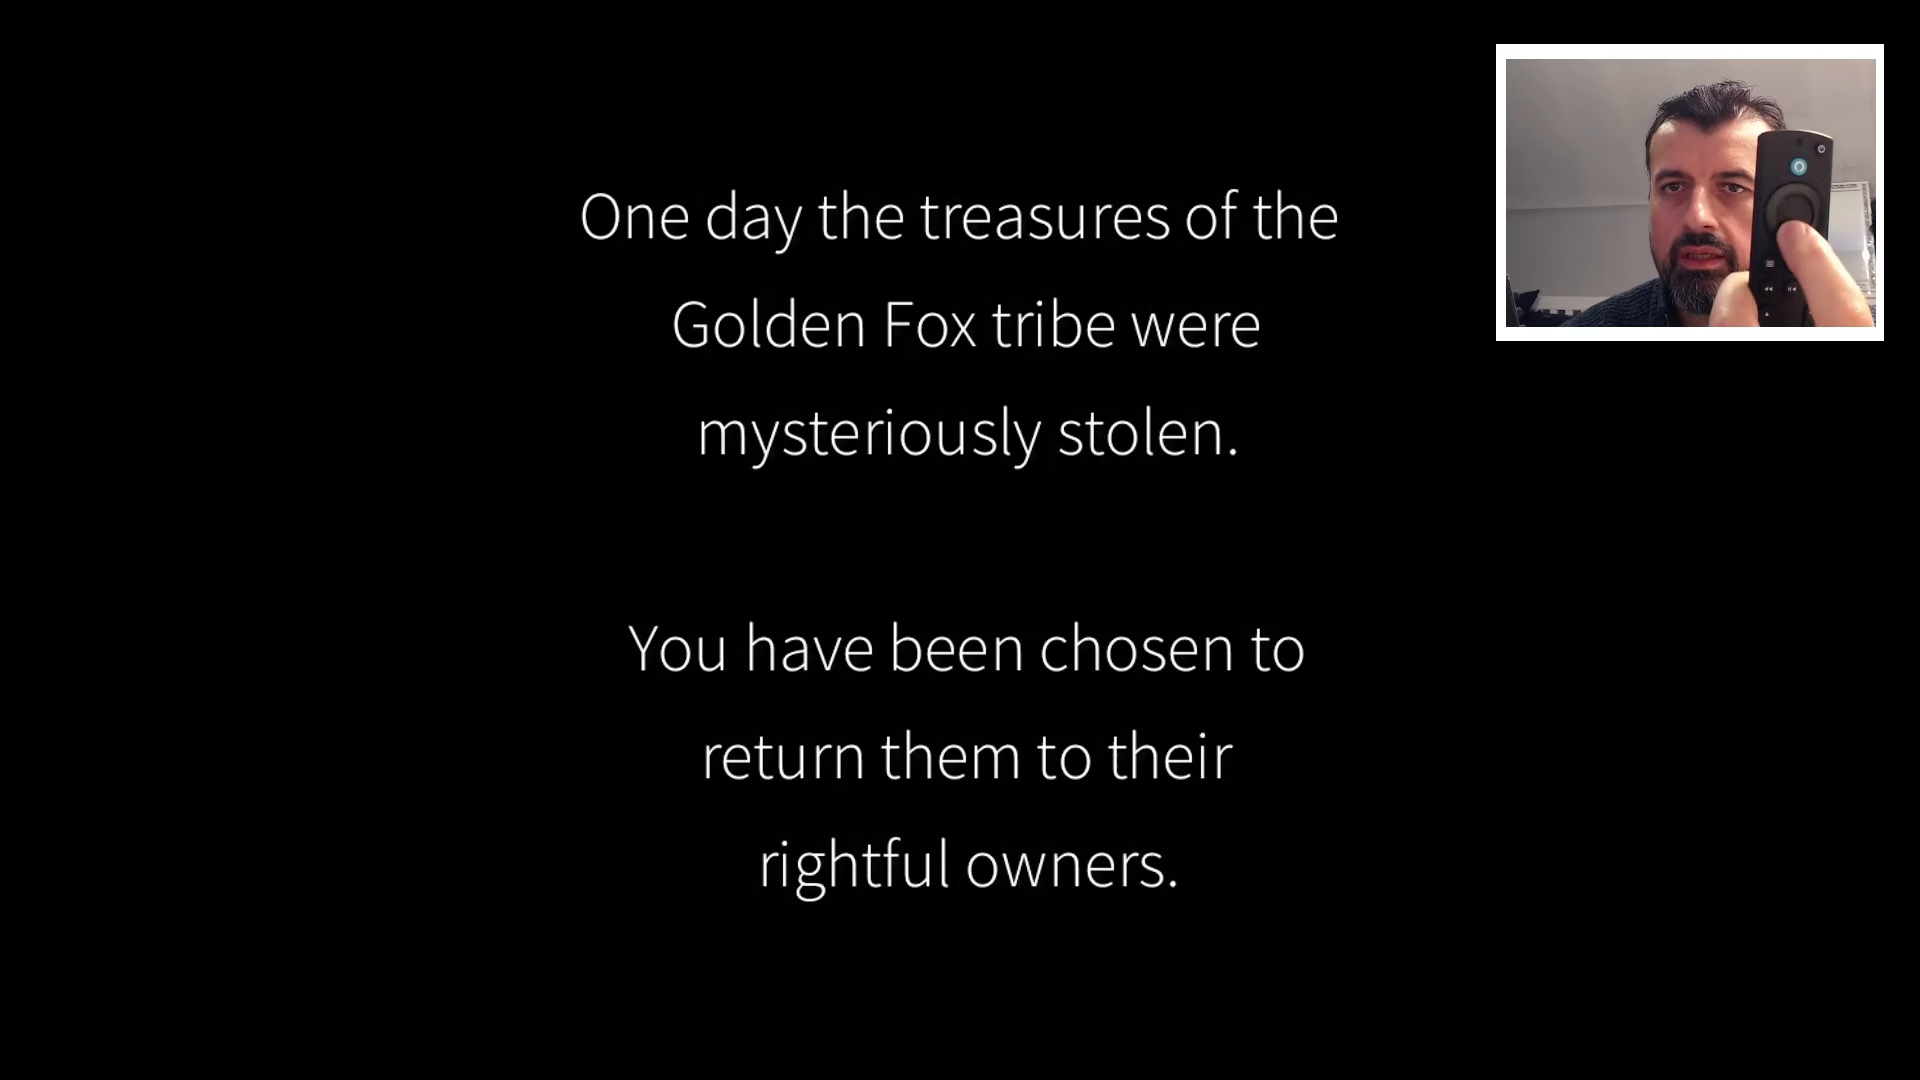 One day the treasures of the
Golden Fox tribe were
mysteriously stolen.
You have been chosen to
return them to their
rightful owners.